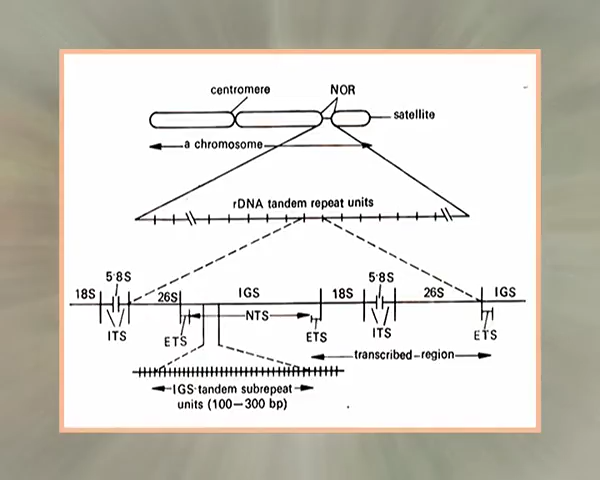 centromere NOR
satellite
a chromosome
rDNA tandem repeat units
5·8S 5·8S
18S 26S IGS 18S 26S IGS
NTS
ITS ETS ETS ITS ETS
transcribed-region
IGS-tandem subrepeat
units (100–300 bp)